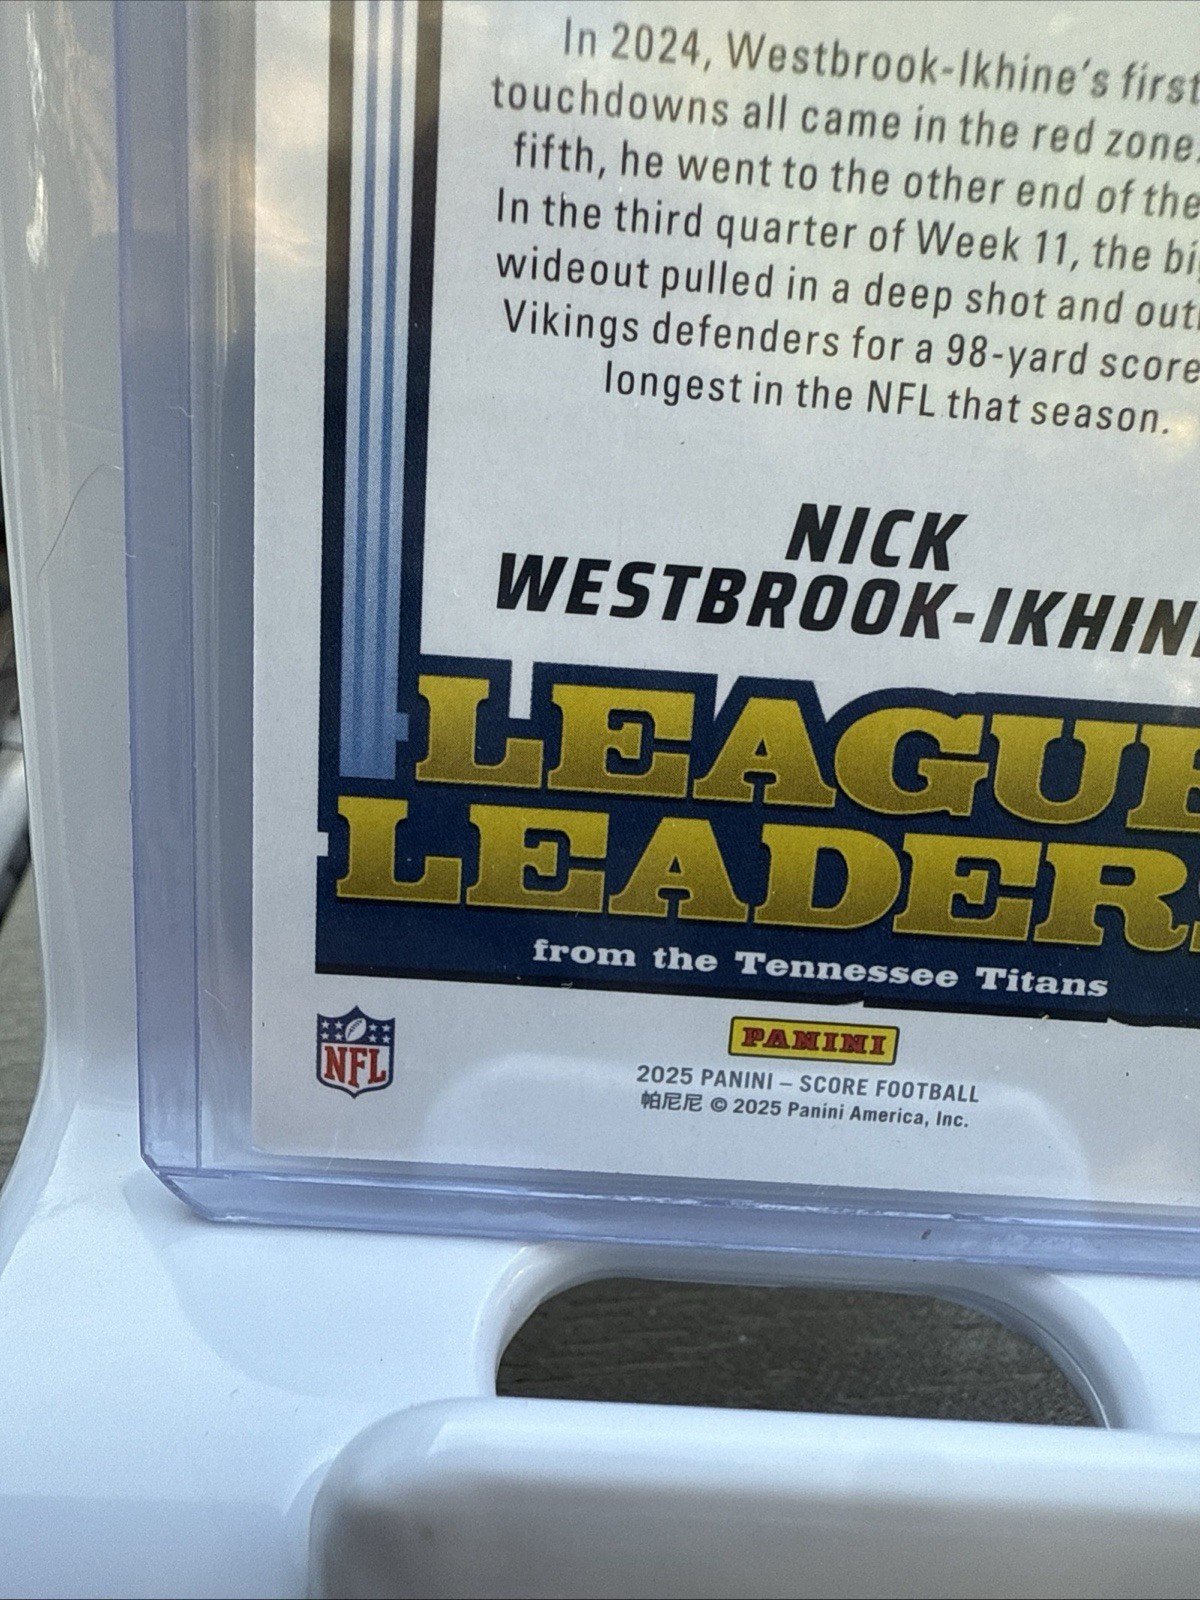 In 2024, Westbrook-Ikhine's first
touchdowns all came in the red zone.
fifth, he went to the other end of the
In the third quarter of Week 11, the bi
wideout pulled in a deep shot and out
Vikings defenders for a 98-yard score
longest in the NFL that season.
NICK
WESTBROOK-IKHINE
LEAGUE
LEADER
from the Tennessee Titans
NFL
PANINI
2025 PANINI – SCORE FOOTBALL
帕尼尼 © 2025 Panini America, Inc.